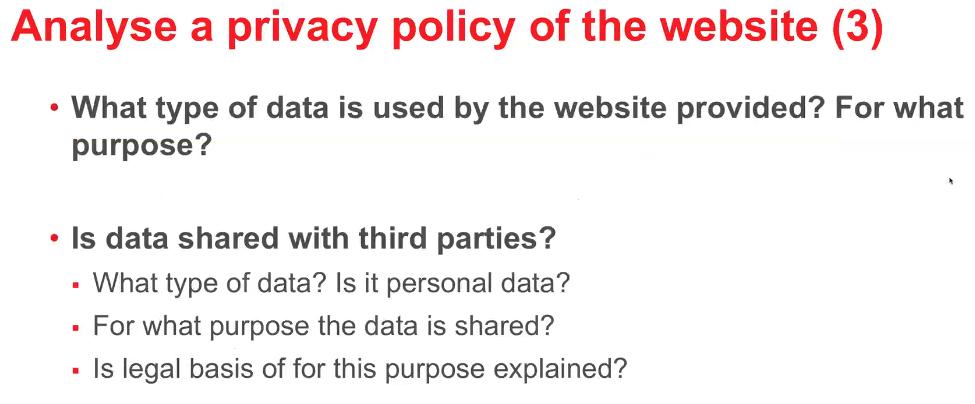 Analyse a privacy policy of the website (3)
• What type of data is used by the website provided? For what
purpose?
• Is data shared with third parties?
▪ What type of data? Is it personal data?
▪ For what purpose the data is shared?
▪ Is legal basis of for this purpose explained?